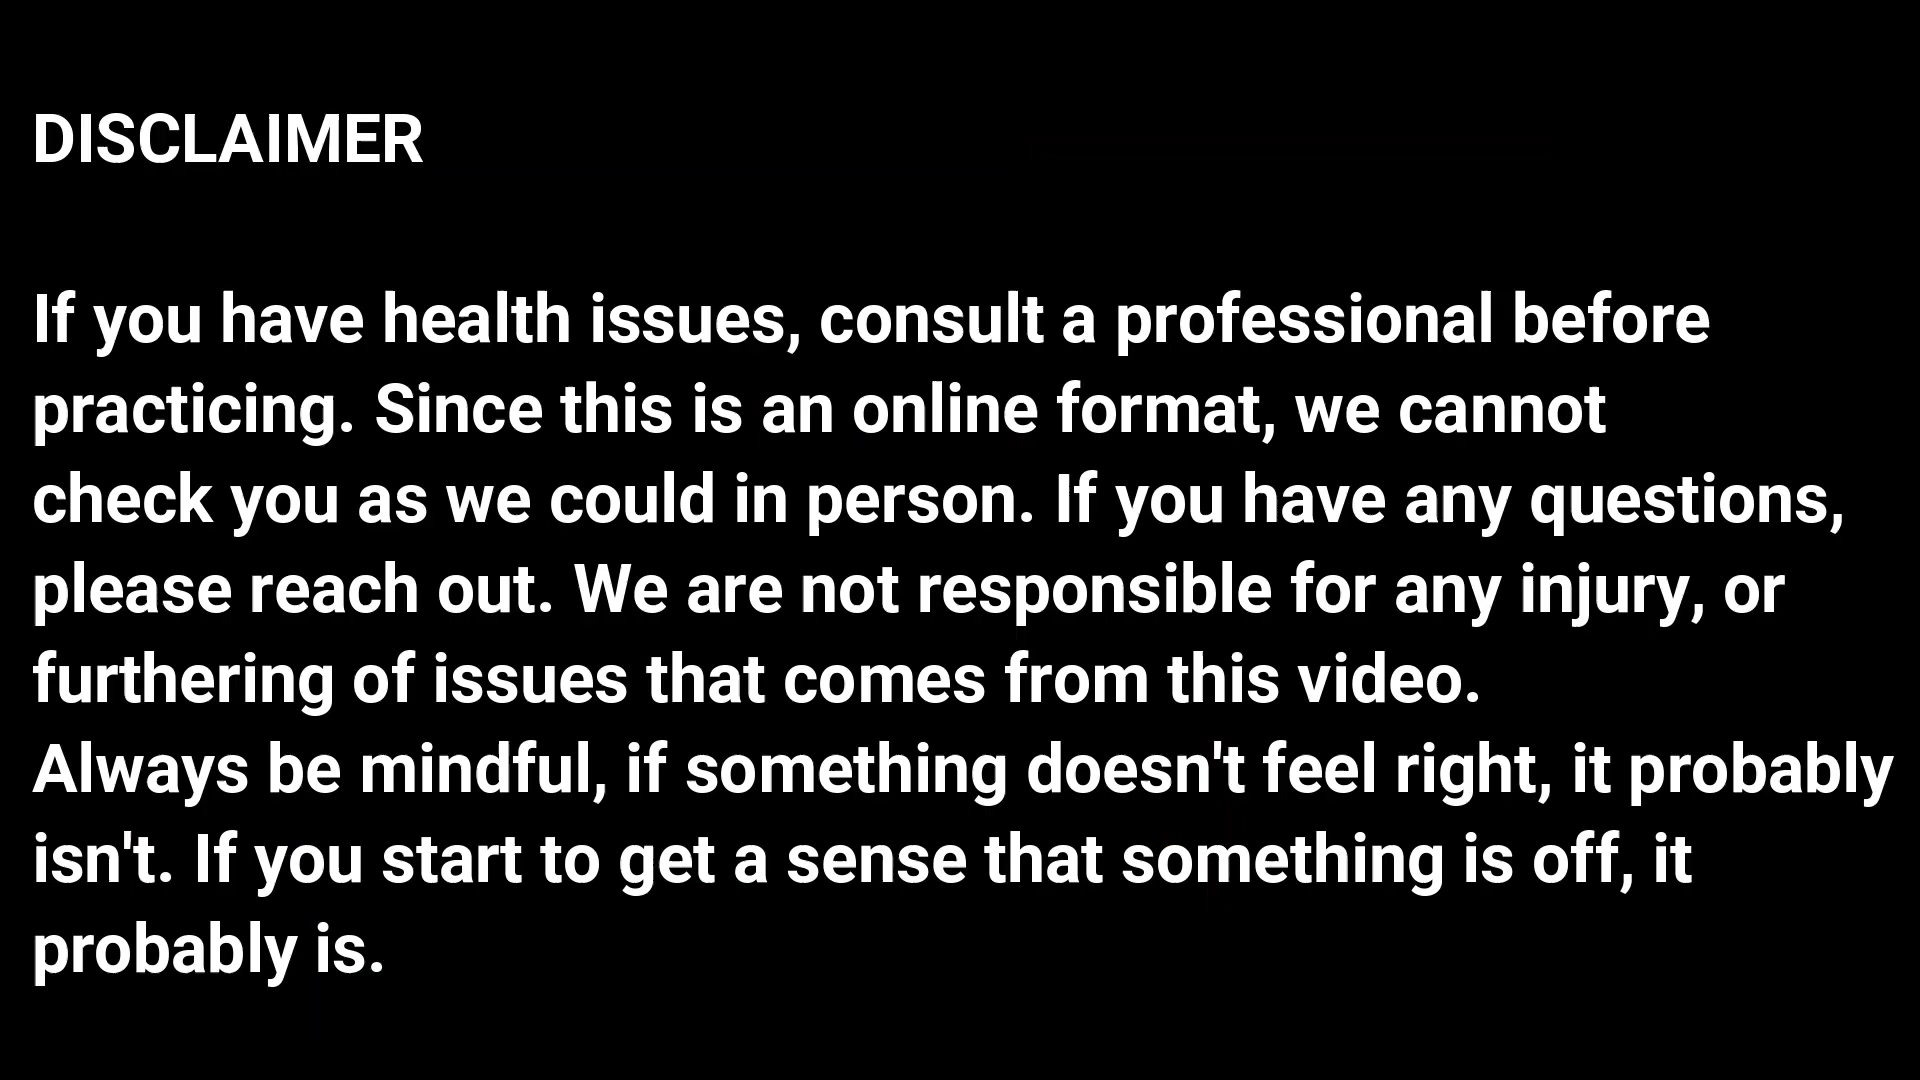 DISCLAIMER
If you have health issues, consult a professional before
practicing. Since this is an online format, we cannot
check you as we could in person. If you have any questions,
please reach out. We are not responsible for any injury, or
furthering of issues that comes from this video.
Always be mindful, if something doesn't feel right, it probably
isn't. If you start to get a sense that something is off, it
probably is.